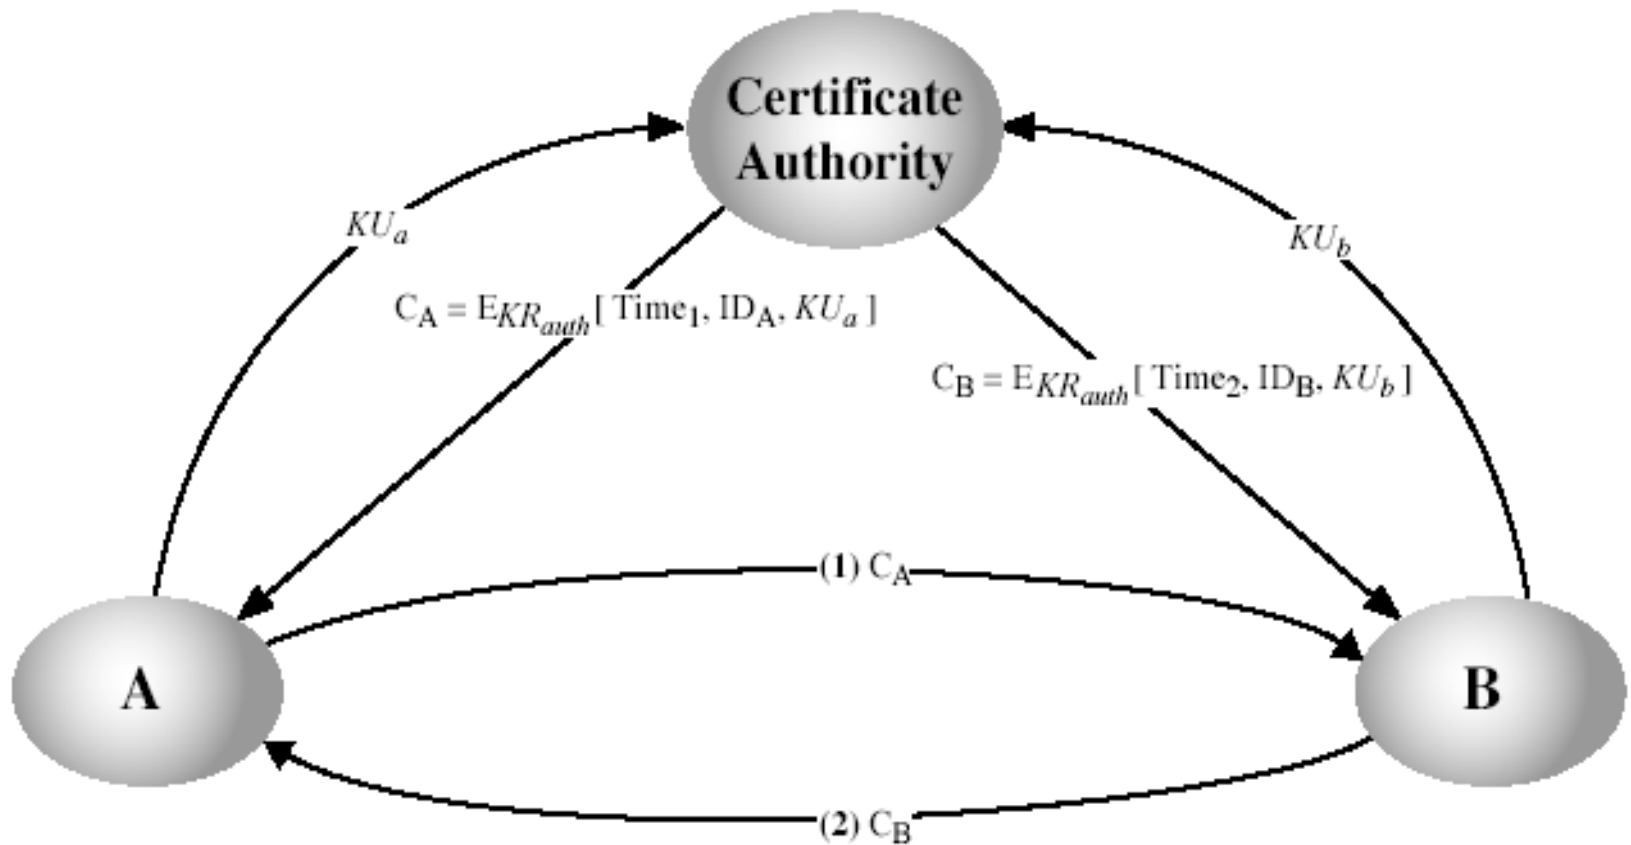 Certificate
Authority
KUa
KUb
CA = EKRauth[ Time1, IDA, KUa ]
CB = EKRauth[ Time2, IDB, KUb ]
(1) CA
A
B
(2) CB